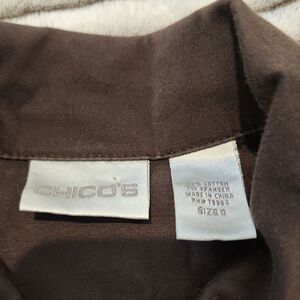 CHICO'S
COTTON
SPANDEX
MADE IN CHINA
SIZE 0